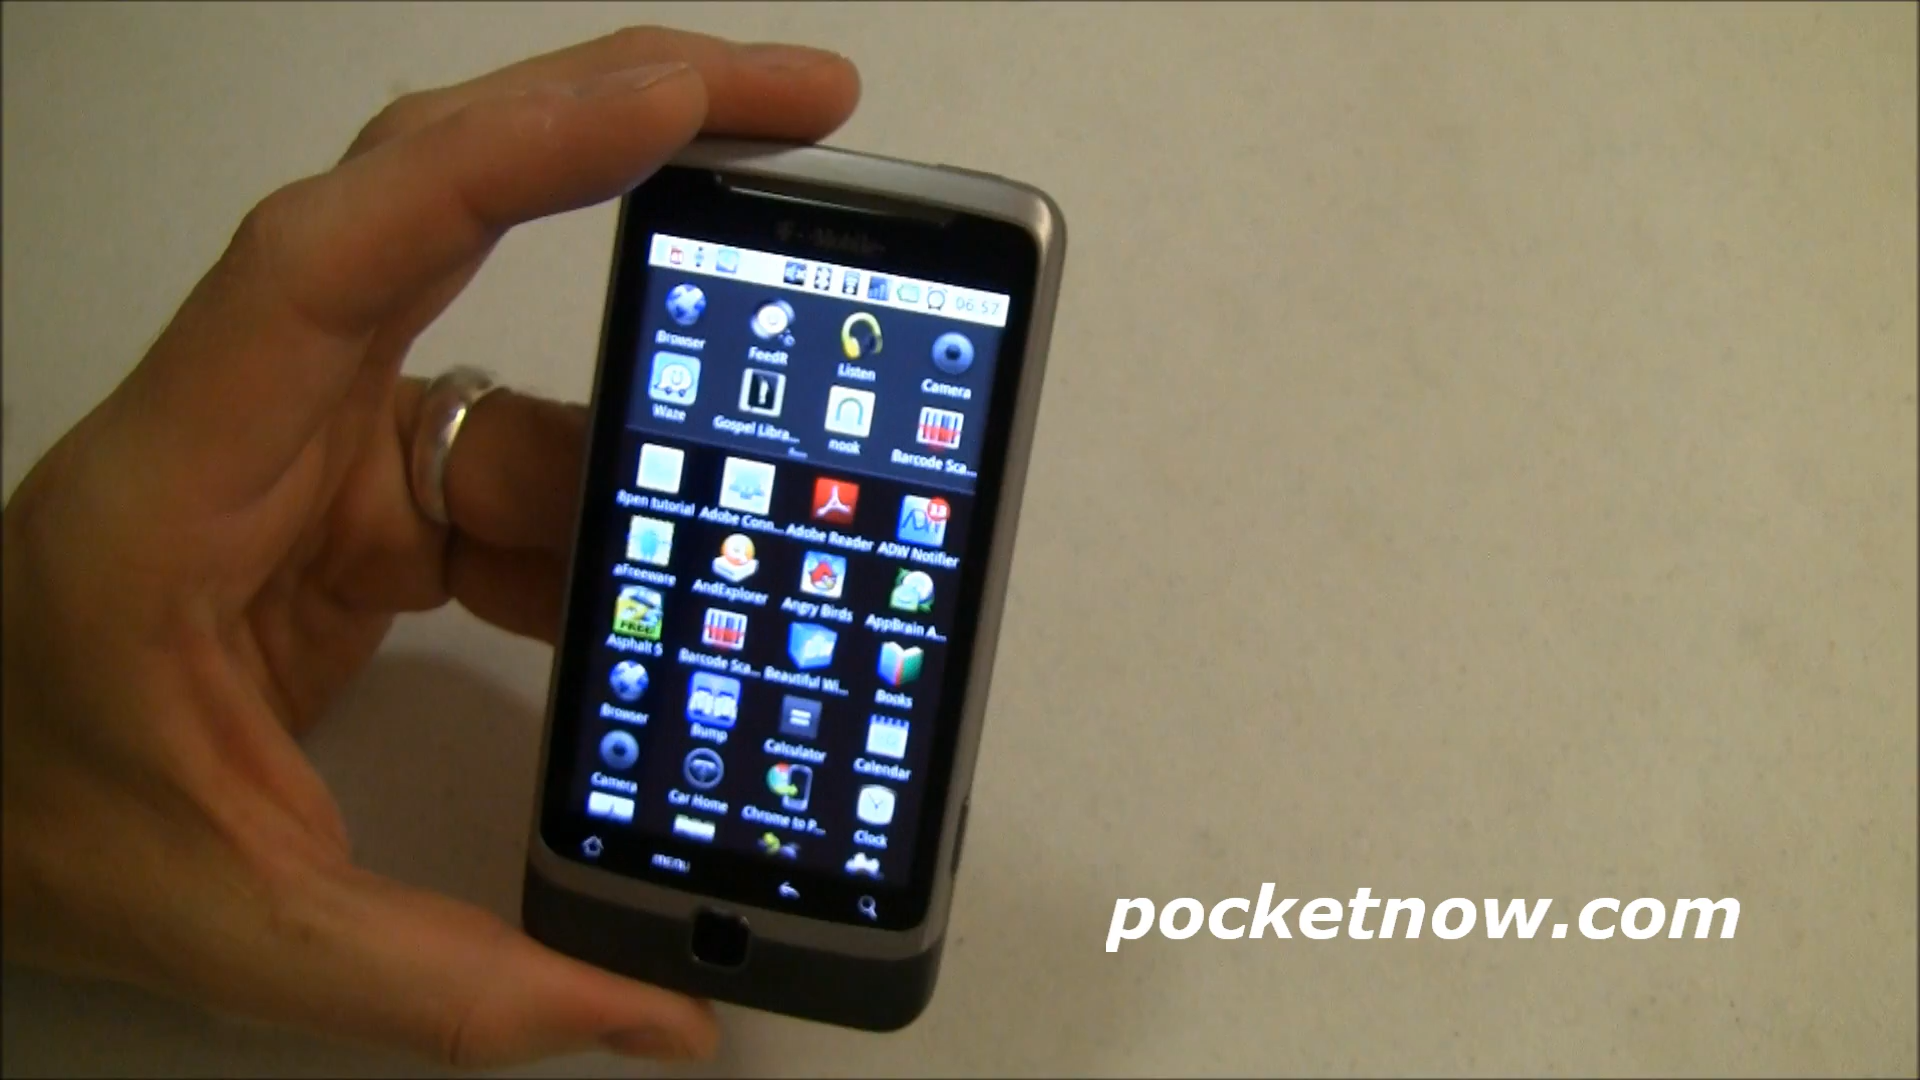 T-Mobile
06:57
Browser FeedR Listen Camera
Waze Gospel Libra... nook Barcode Sca...
8pen tutorial Adobe Conn... Adobe Reader ADW Notifier
aFreeware AndExplorer Angry Birds AppBrain A...
FREE
Asphalt 5 Barcode Sca... Beautiful Wi... Books
Browser Bump Calculator Calendar
Camera Car Home Chrome to P... Clock
menu
pocketnow.com